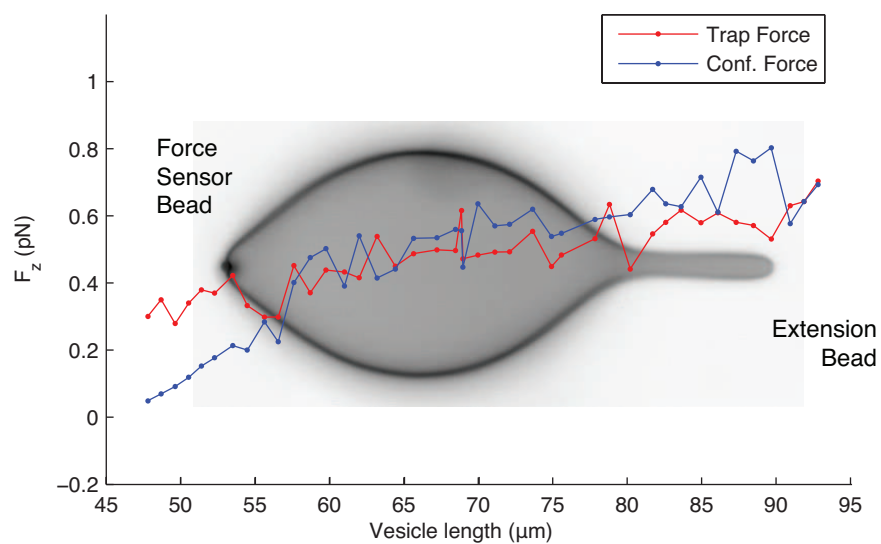 Trap Force
Conf. Force
1
0.8
0.6
0.4
0.2
0
−0.2
F_z (pN)
Force
Sensor
Bead
Extension
Bead
45 50 55 60 65 70 75 80 85 90 95
Vesicle length (μm)